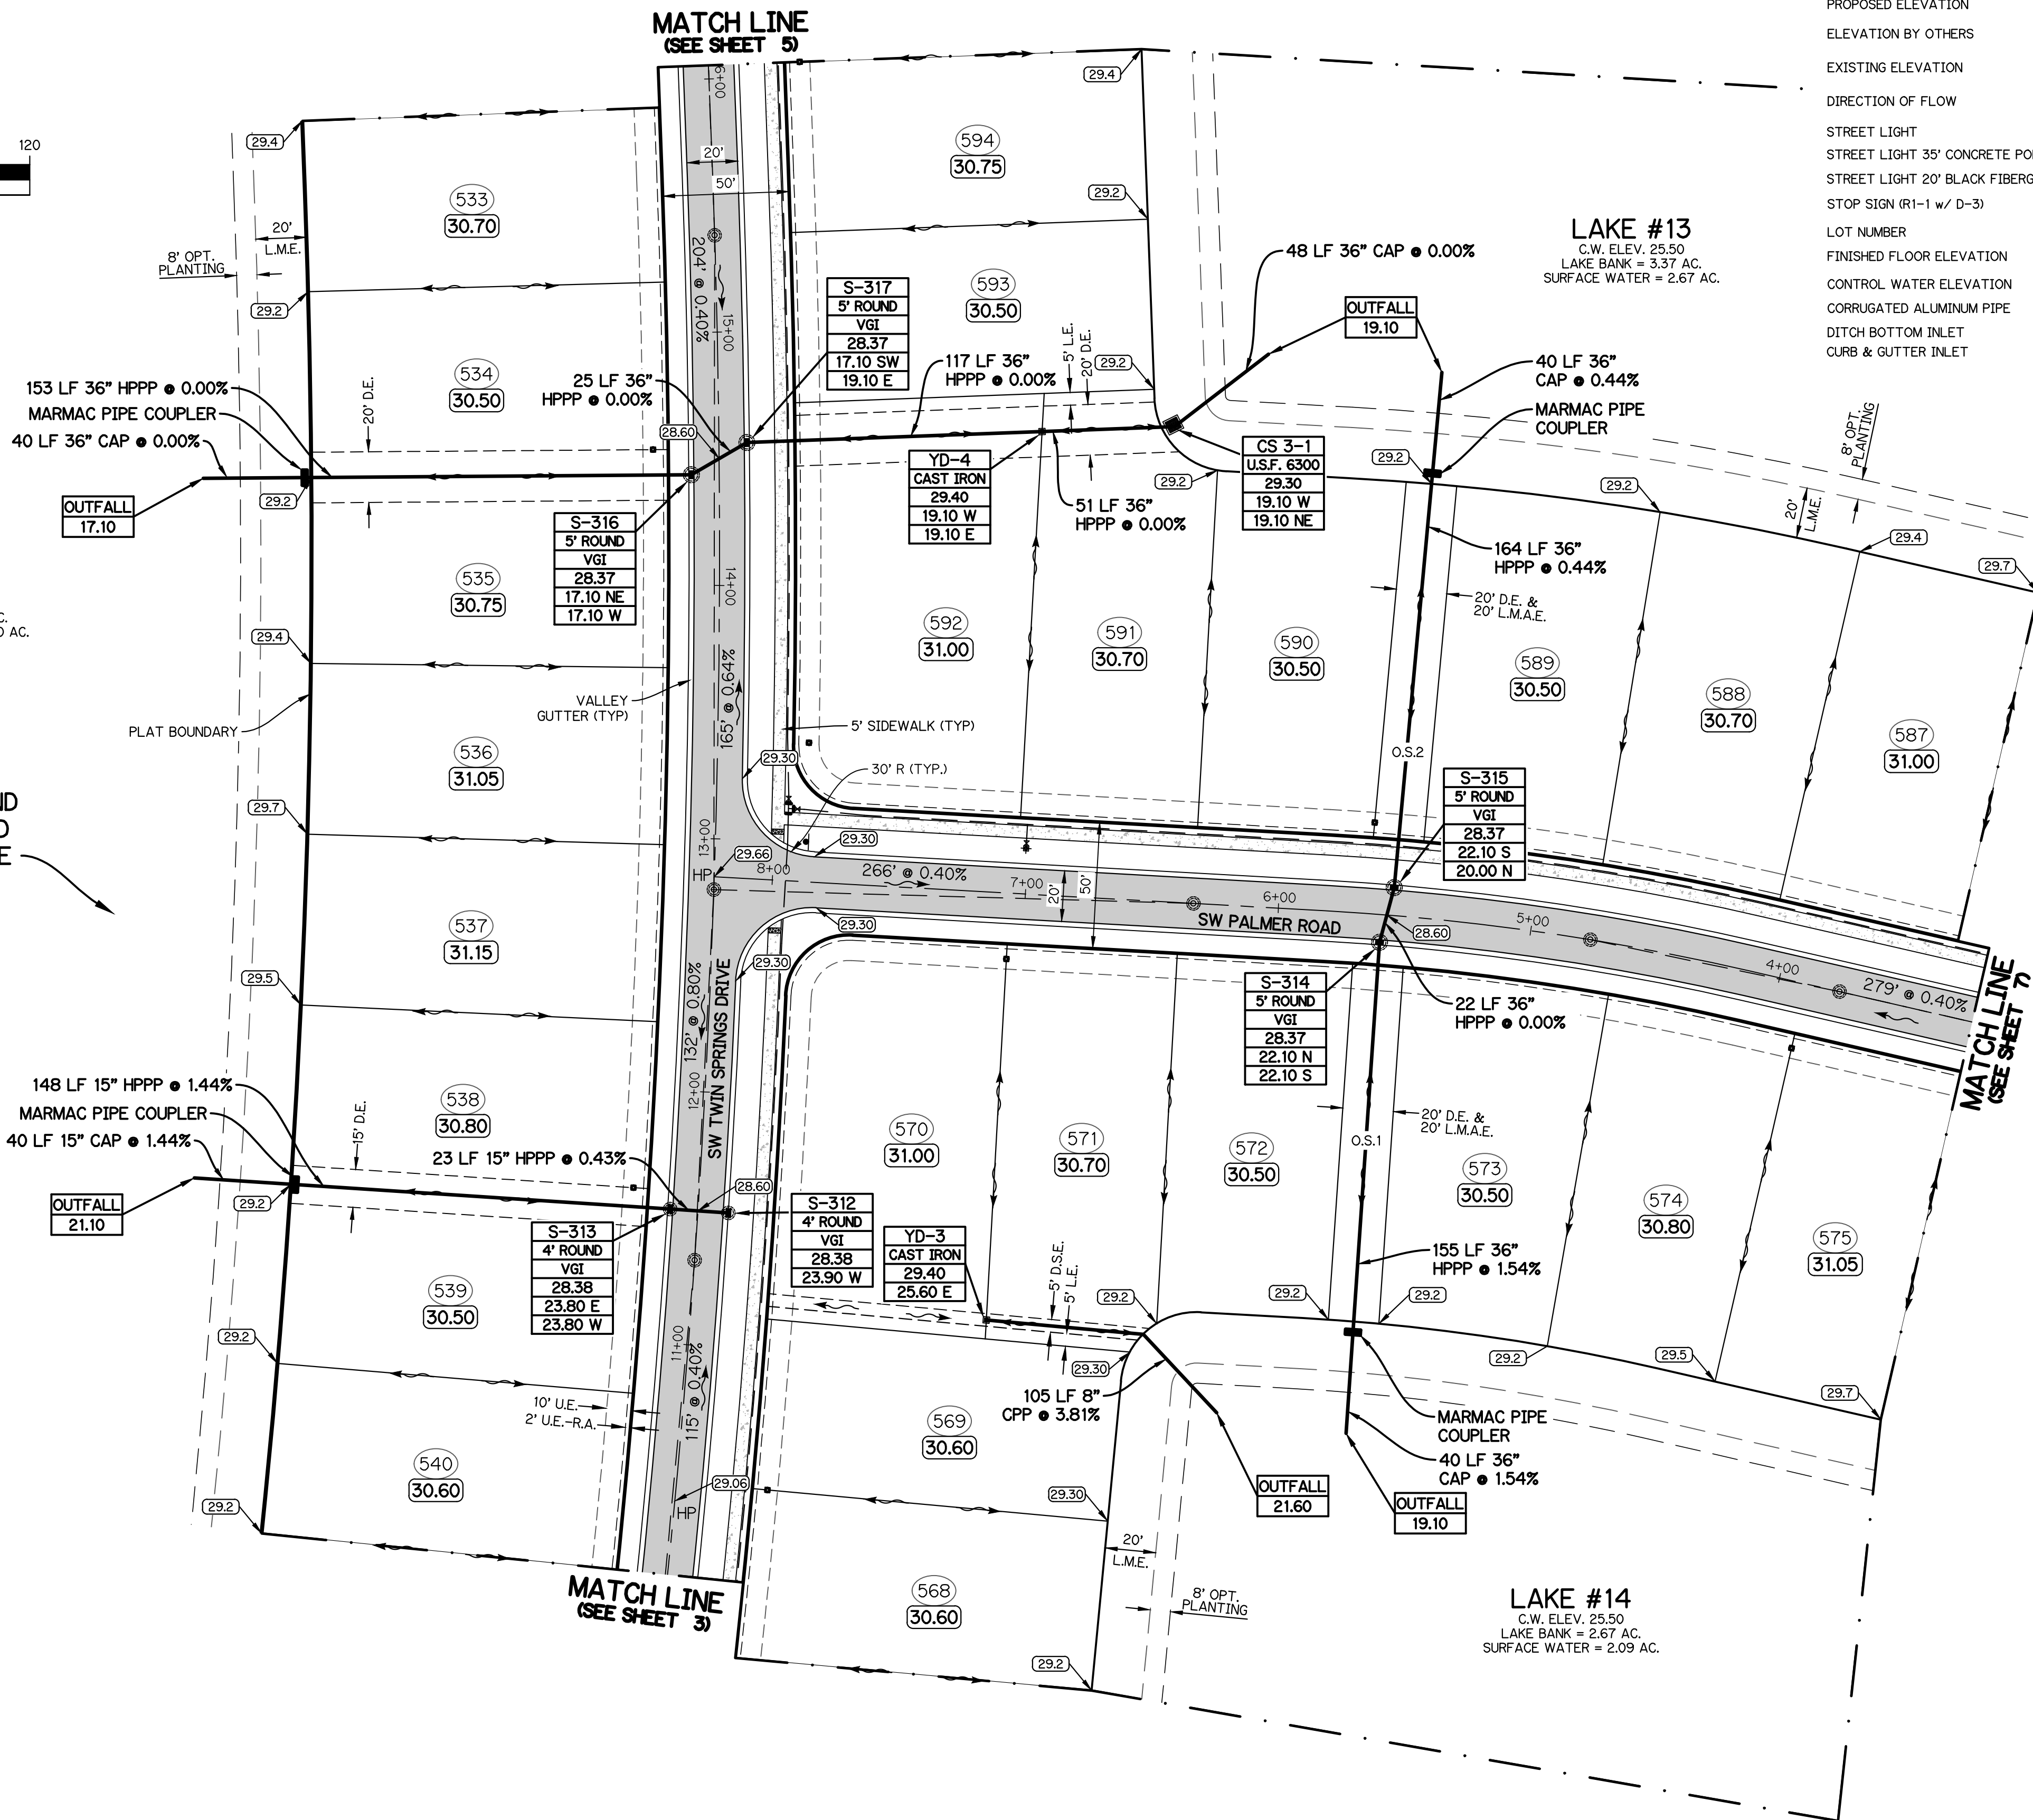 MATCH LINE
(SEE SHEET 5)
PROPOSED ELEVATION
ELEVATION BY OTHERS
EXISTING ELEVATION
DIRECTION OF FLOW
STREET LIGHT
STREET LIGHT 35' CONCRETE
STREET LIGHT 20' BLACK
STOP SIGN (R1-1 w/ D-3)
LOT NUMBER
FINISHED FLOOR ELEVATION
CONTROL WATER ELEVATION
CORRUGATED ALUMINUM PIPE
DITCH BOTTOM INLET
CURB & GUTTER INLET
120
29.4
533
30.70
20'
L.M.E.
8' OPT.
PLANTING
29.2
534
30.50
20' D.E.
153 LF 36" HPPP @ 0.00%
MARMAC PIPE COUPLER
40 LF 36" CAP @ 0.00%
OUTFALL
17.10
29.2
535
30.75
29.4
PLAT BOUNDARY
536
31.05
29.7
537
31.15
29.5
538
30.80
15' D.E.
148 LF 15" HPPP @ 1.44%
MARMAC PIPE COUPLER
40 LF 15" CAP @ 1.44%
OUTFALL
21.10
29.2
539
30.50
29.2
10' U.E.
2' U.E.-R.A.
540
30.60
29.2
C.
AC.
16+00
20'
50'
204' @ 0.40%
15+00
25 LF 36"
HPPP @ 0.00%
28.60
S-317
5' ROUND
VGI
28.37
17.10 SW
19.10 E
S-316
5' ROUND
VGI
28.37
17.10 NE
17.10 W
14+00
VALLEY
GUTTER (TYP)
165' @ 0.64%
5' SIDEWALK (TYP)
29.30
30' R (TYP.)
13+00
29.66
HP
29.30
29.30
29.30
132' @ 0.80%
SW TWIN SPRINGS DRIVE
12+00
23 LF 15" HPPP @ 0.43%
28.60
S-313
4' ROUND
VGI
28.38
23.80 E
23.80 W
S-312
4' ROUND
VGI
28.38
23.90 W
11+00
115' @ 0.40%
29.06
HP
MATCH LINE
(SEE SHEET 3)
594
30.75
29.4
29.2
593
30.50
117 LF 36"
HPPP @ 0.00%
5' L.E.
20' D.E.
29.2
YD-4
CAST IRON
29.40
19.10 W
19.10 E
51 LF 36"
HPPP @ 0.00%
CS 3-1
U.S.F. 6300
29.30
19.10 W
19.10 NE
29.2
48 LF 36" CAP @ 0.00%
OUTFALL
19.10
LAKE #13
C.W. ELEV. 25.50
LAKE BANK = 3.37 AC.
SURFACE WATER = 2.67 AC.
40 LF 36"
CAP @ 0.44%
MARMAC PIPE
COUPLER
29.2
29.2
8' OPT.
PLANTING
20'
L.M.E.
29.4
29.7
164 LF 36"
HPPP @ 0.44%
20' D.E. &
20' L.M.A.E.
592
31.00
591
30.70
590
30.50
589
30.50
588
30.70
587
31.00
O.S.2
S-315
5' ROUND
VGI
28.37
22.10 S
20.00 N
8+00
266' @ 0.40%
7+00
20'
50'
6+00
SW PALMER ROAD
28.60
5+00
4+00
279' @ 0.40%
MATCH LINE
(SEE SHEET 7)
S-314
5' ROUND
VGI
28.37
22.10 N
22.10 S
22 LF 36"
HPPP @ 0.00%
570
31.00
571
30.70
572
30.50
O.S.1
20' D.E. &
20' L.M.A.E.
573
30.50
574
30.80
575
31.05
YD-3
CAST IRON
29.40
25.60 E
5' D.S.E.
5' L.E.
29.2
29.2
29.2
155 LF 36"
HPPP @ 1.54%
29.30
29.2
29.5
29.7
105 LF 8"
CPP @ 3.81%
569
30.60
MARMAC PIPE
COUPLER
40 LF 36"
CAP @ 1.54%
OUTFALL
21.60
OUTFALL
19.10
29.30
20'
L.M.E.
568
30.60
8' OPT.
PLANTING
29.2
LAKE #14
C.W. ELEV. 25.50
LAKE BANK = 2.67 AC.
SURFACE WATER = 2.09 AC.